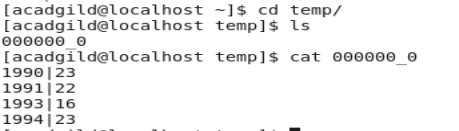 [acadgild@localhost ~]$ cd temp/
[acadgild@localhost temp]$ ls
000000_0
[acadgild@localhost temp]$ cat 000000_0
1990|23
1991|22
1993|16
1994|23